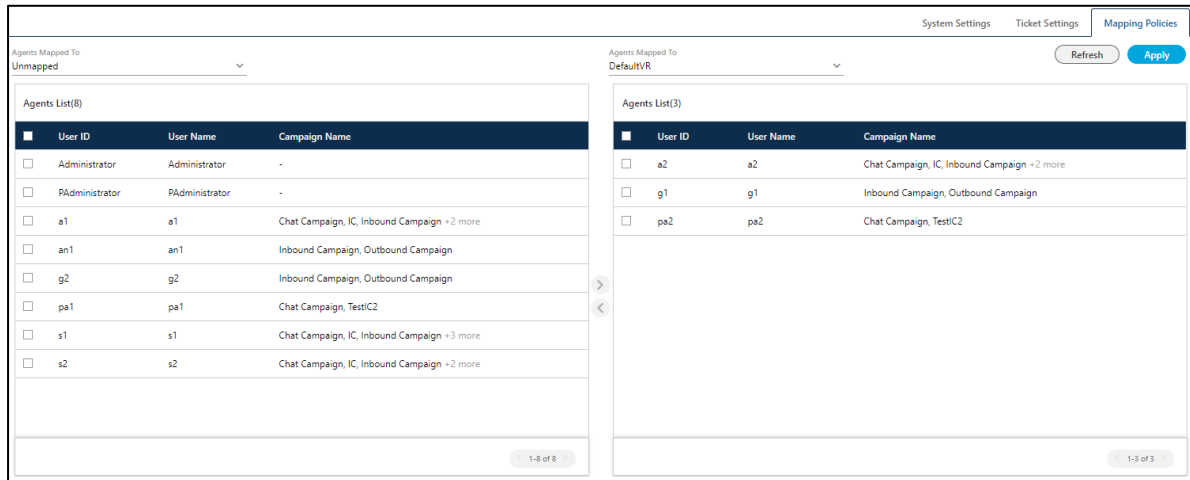 System Settings Ticket Settings Mapping Policies
Agents Mapped To
Unmapped
Agents Mapped To
DefaultVR
Refresh Apply
Agents List(8)
User ID User Name Campaign Name
Administrator Administrator -
PAdministrator PAdministrator -
a1 a1 Chat Campaign, IC, Inbound Campaign +2 more
an1 an1 Inbound Campaign, Outbound Campaign
g2 g2 Inbound Campaign, Outbound Campaign
pa1 pa1 Chat Campaign, TestIC2
s1 s1 Chat Campaign, IC, Inbound Campaign +3 more
s2 s2 Chat Campaign, IC, Inbound Campaign +2 more
1-8 of 8
Agents List(3)
User ID User Name Campaign Name
a2 a2 Chat Campaign, IC, Inbound Campaign +2 more
g1 g1 Inbound Campaign, Outbound Campaign
pa2 pa2 Chat Campaign, TestIC2
1-3 of 3